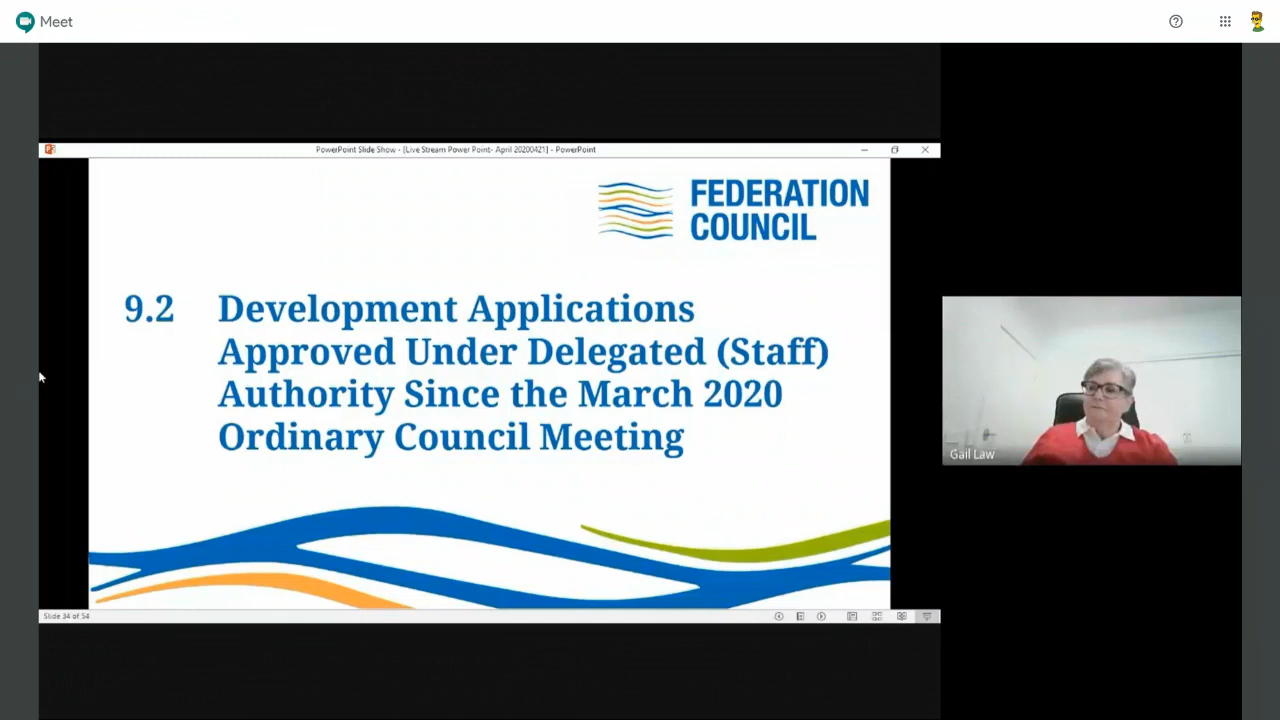 Meet
PowerPoint Slide Show - [Live Stream Power Point- April 20200421] - PowerPoint
FEDERATION
COUNCIL
9.2 Development Applications
Approved Under Delegated (Staff)
Authority Since the March 2020
Ordinary Council Meeting
Gail Law
Slide 34 of 54